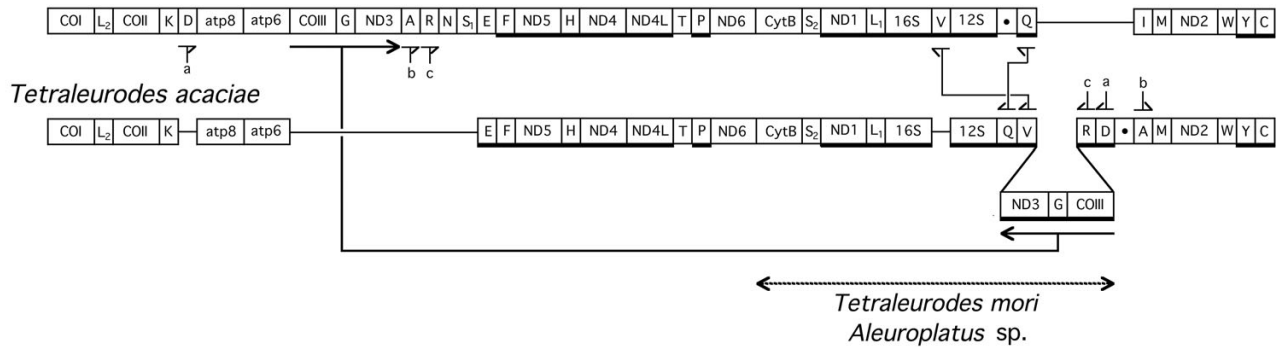 COI L2 COII K D atp8 atp6 COIII G ND3 A R N S1 E F ND5 H ND4 ND4L T P ND6 CytB S2 ND1 L1 16S V 12S • Q I M ND2 W Y C
a b c
Tetraleurodes acaciae
c a b
COI L2 COII K atp8 atp6 E F ND5 H ND4 ND4L T P ND6 CytB S2 ND1 L1 16S 12S Q V R D • A M ND2 W Y C
ND3 G COIII
Tetraleurodes mori
Aleuroplatus sp.